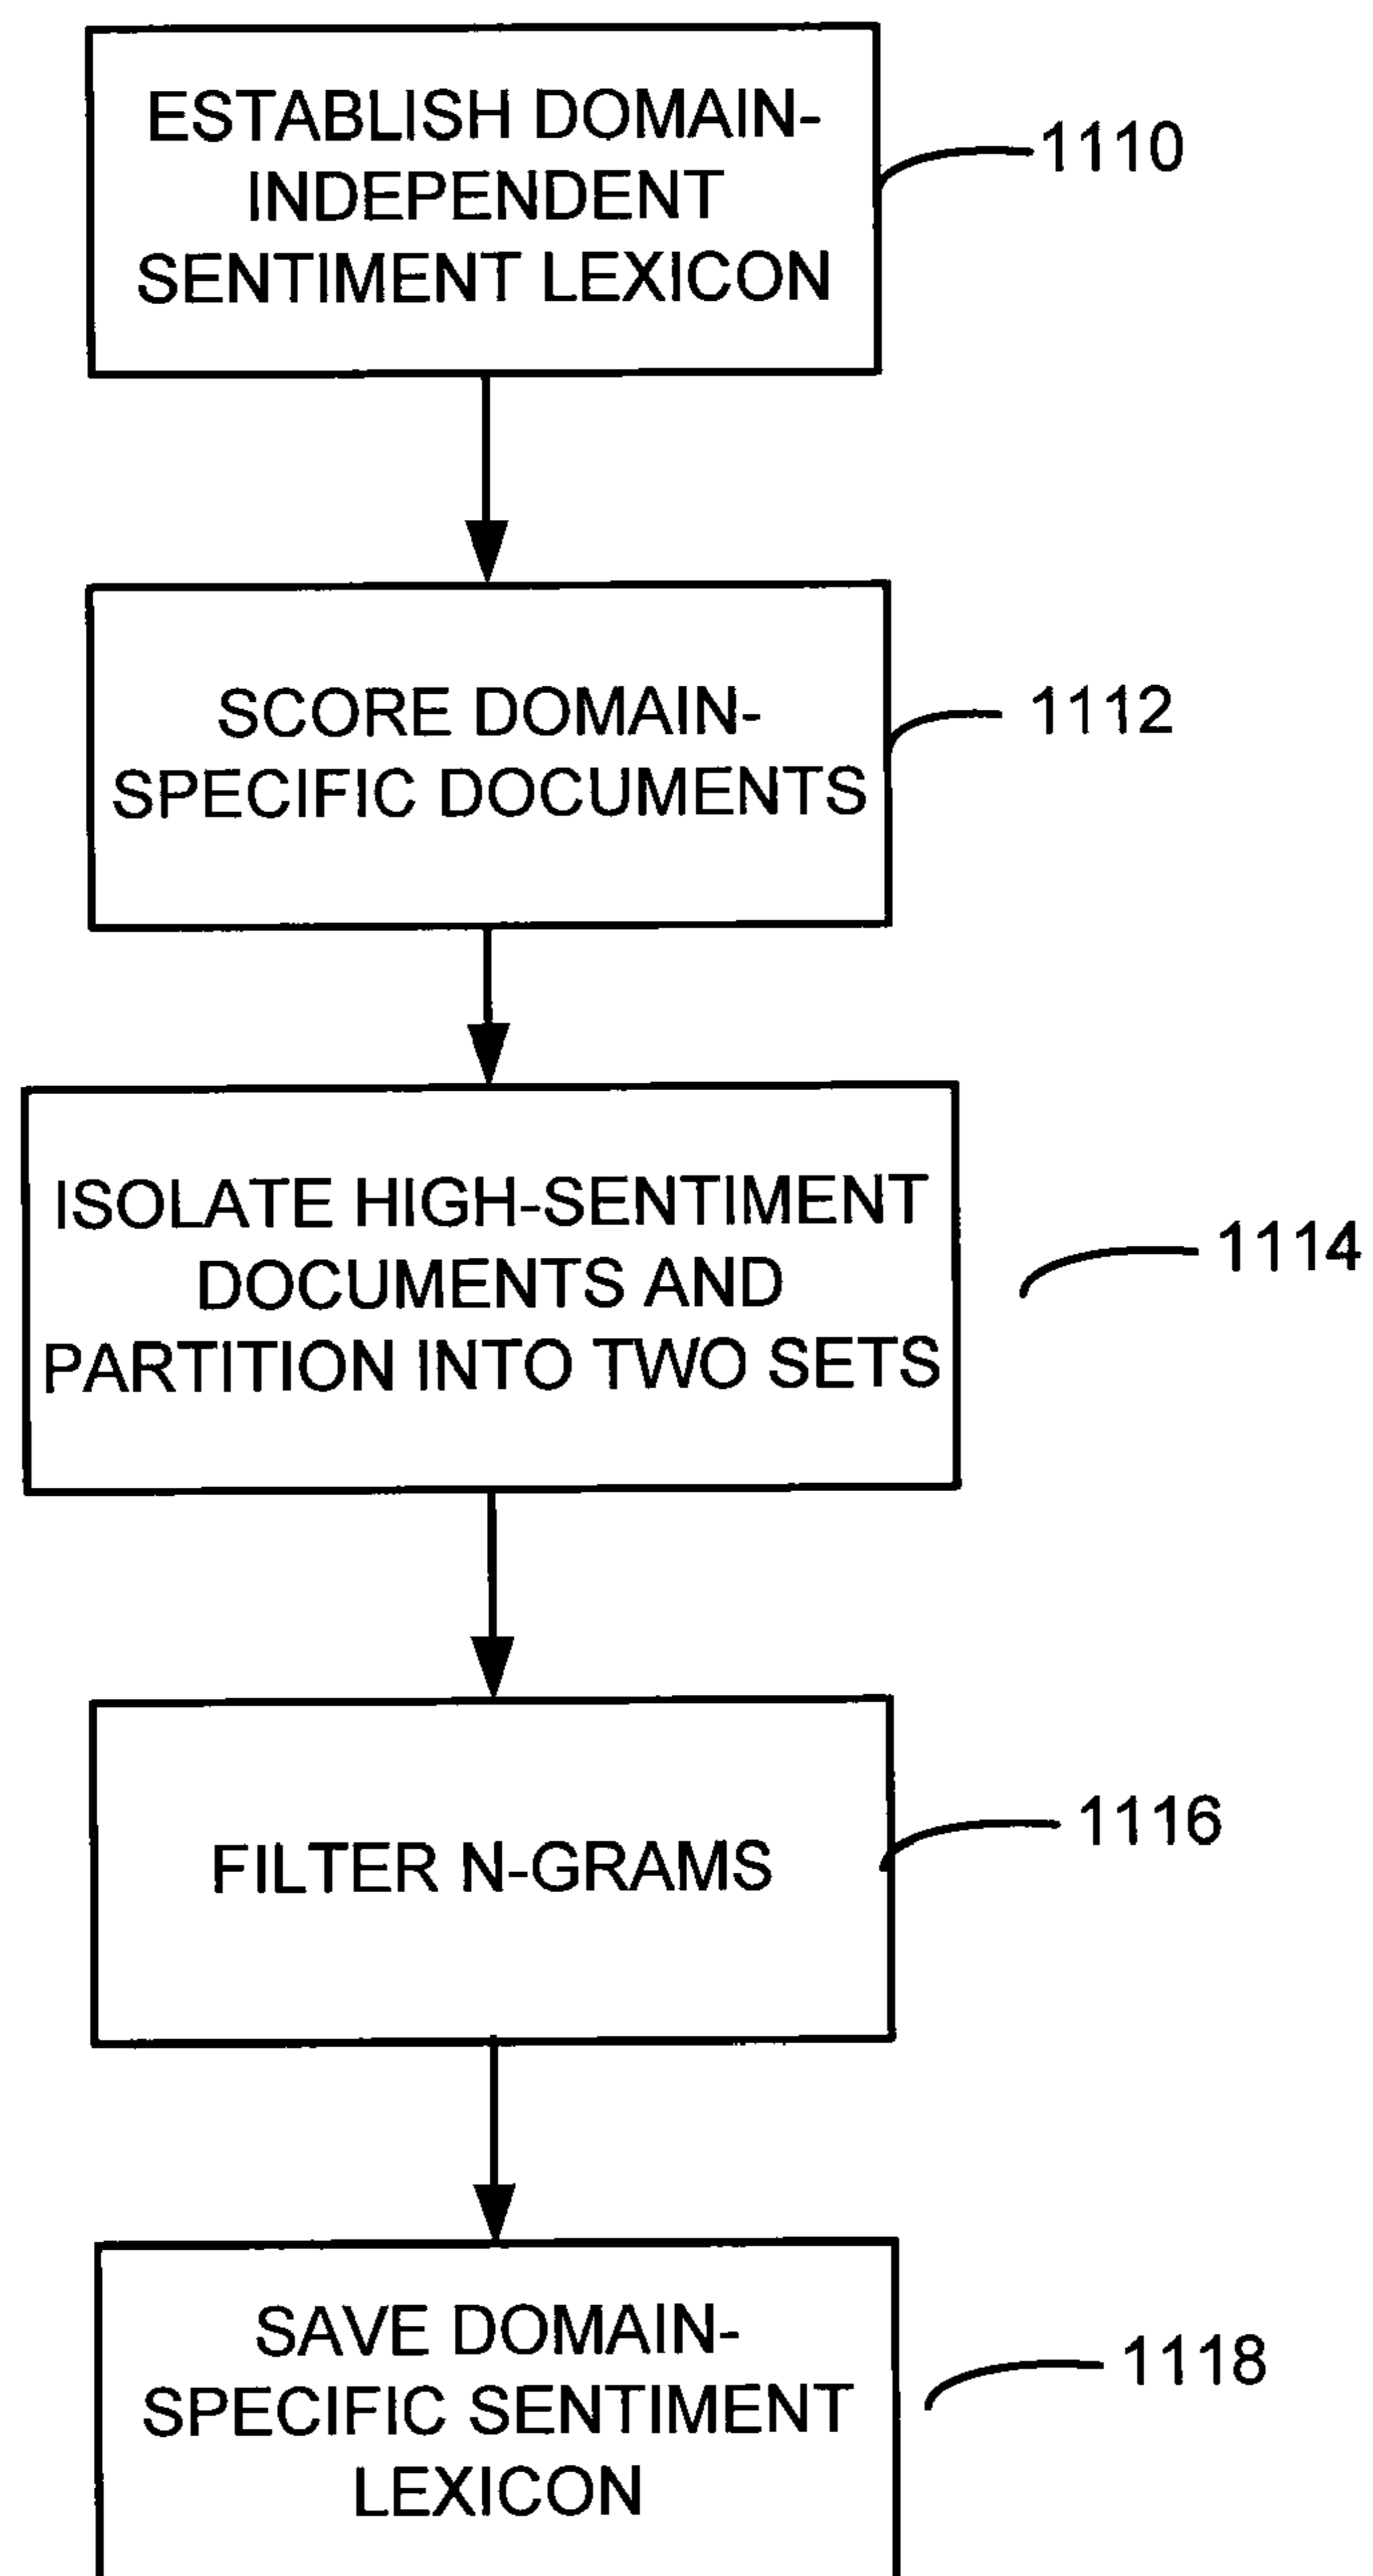 ESTABLISH DOMAIN-
INDEPENDENT
SENTIMENT LEXICON
1110
SCORE DOMAIN-
SPECIFIC DOCUMENTS
1112
ISOLATE HIGH-SENTIMENT
DOCUMENTS AND
PARTITION INTO TWO SETS
1114
FILTER N-GRAMS
1116
SAVE DOMAIN-
SPECIFIC SENTIMENT
LEXICON
1118